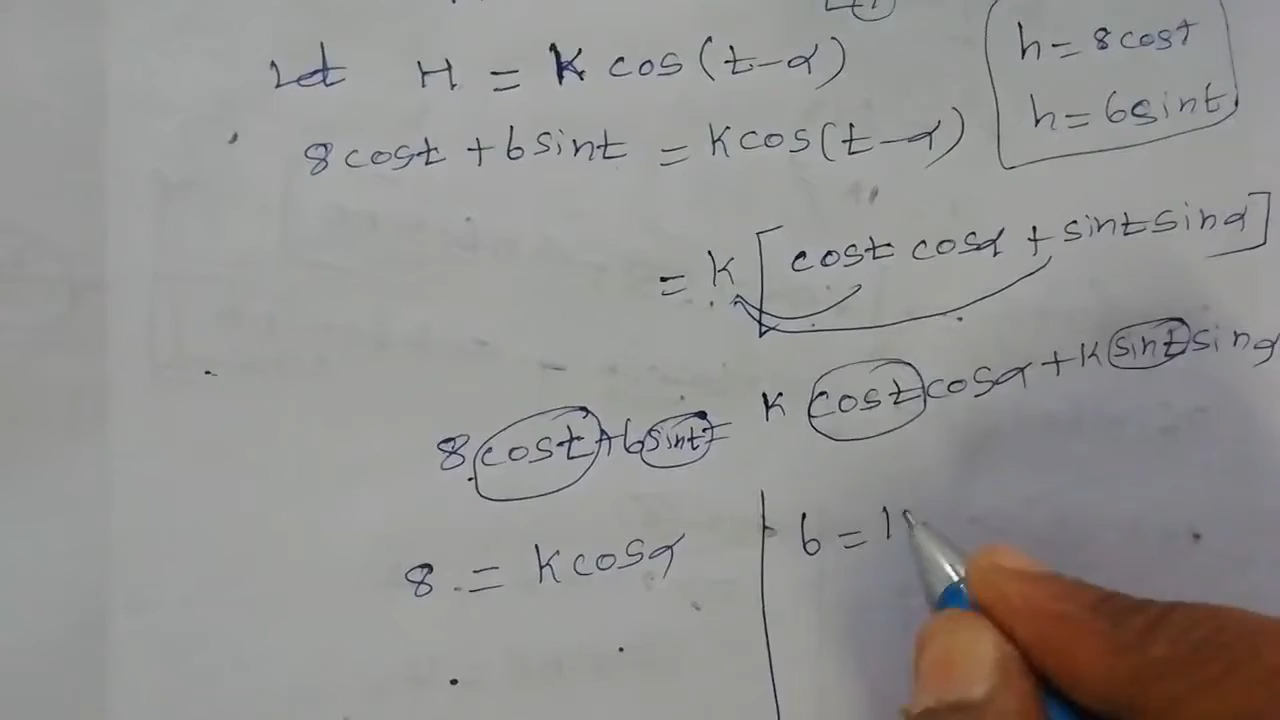 Let H = K cos(t-α)
h = 8cost
h = 6sint
8cost + 6sint = Kcos(t-α)
= K[cost cosα + sint sinα]
8cost+6sint= K cost cosα + K sint sinα
8 = Kcosα
6 =